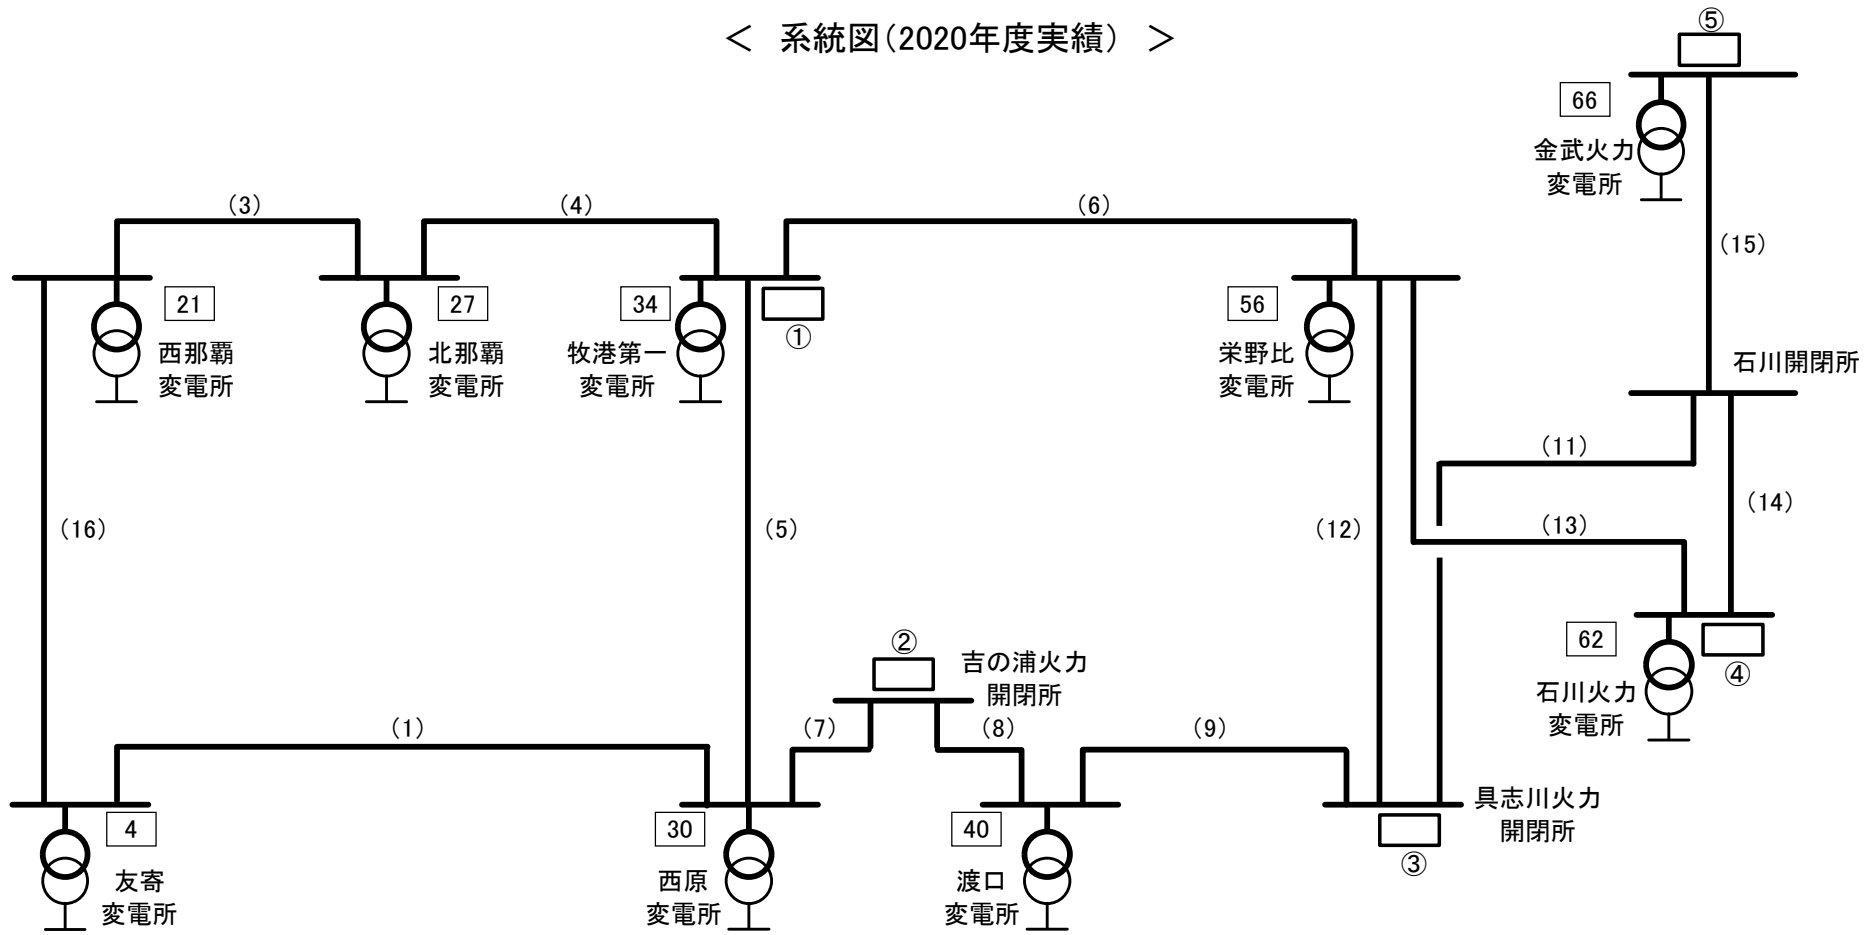 ＜ 系統図（2020年度実績） ＞
⑤
66
金武火力
変電所
（3）
（4）
（6）
（15）
21
西那覇
変電所
27
北那覇
変電所
34
牧港第一
変電所
①
56
栄野比
変電所
石川開閉所
（11）
（14）
（16）
（5）
（12）
（13）
62
石川火力
変電所
④
②
吉の浦火力
開閉所
（1）
（7）
（8）
（9）
4
友寄
変電所
30
西原
変電所
40
渡口
変電所
具志川火力
開閉所
③